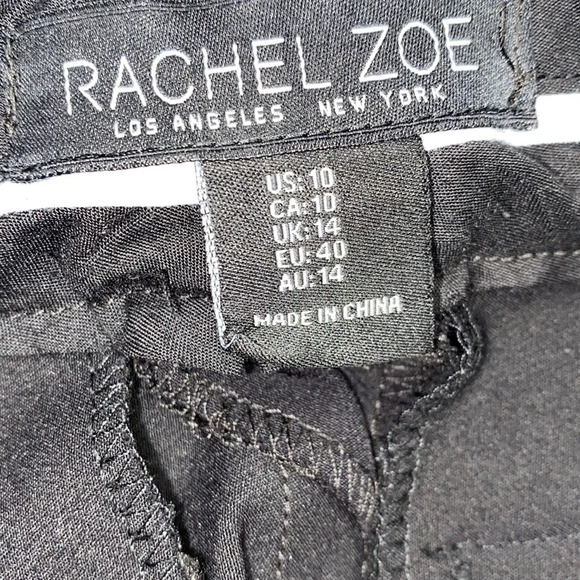 RACHEL ZOE
LOS ANGELES NEW YORK
US: 10
CA: 10
UK: 14
EU: 40
AU: 14
MADE IN CHINA